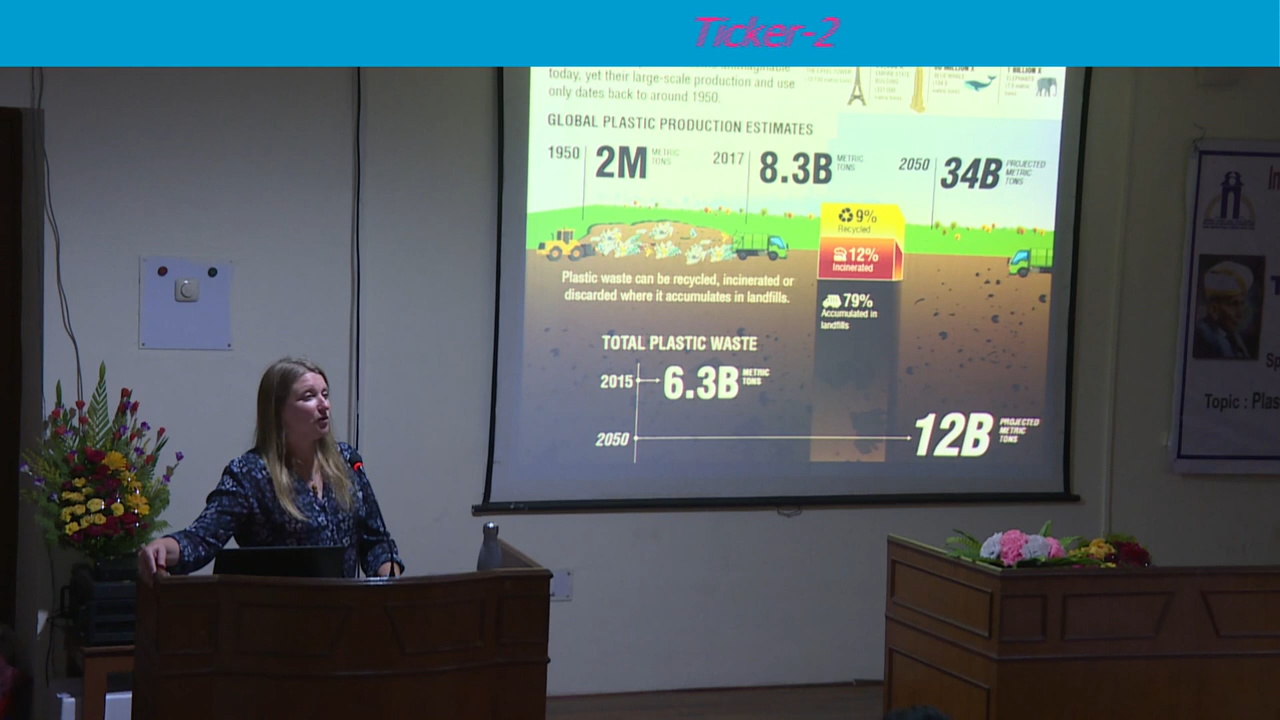 Ticker-2
today, yet their large-scale production and use
only dates back to around 1950.
GLOBAL PLASTIC PRODUCTION ESTIMATES
1950 2M METRIC TONS
2017 8.3B METRIC TONS
2050 34B PROJECTED METRIC TONS
9%
Recycled
12%
Incinerated
79%
Accumulated in
landfills
Plastic waste can be recycled, incinerated or
discarded where it accumulates in landfills.
TOTAL PLASTIC WASTE
2015 6.3B METRIC TONS
2050 12B PROJECTED METRIC TONS
Topic : Plas